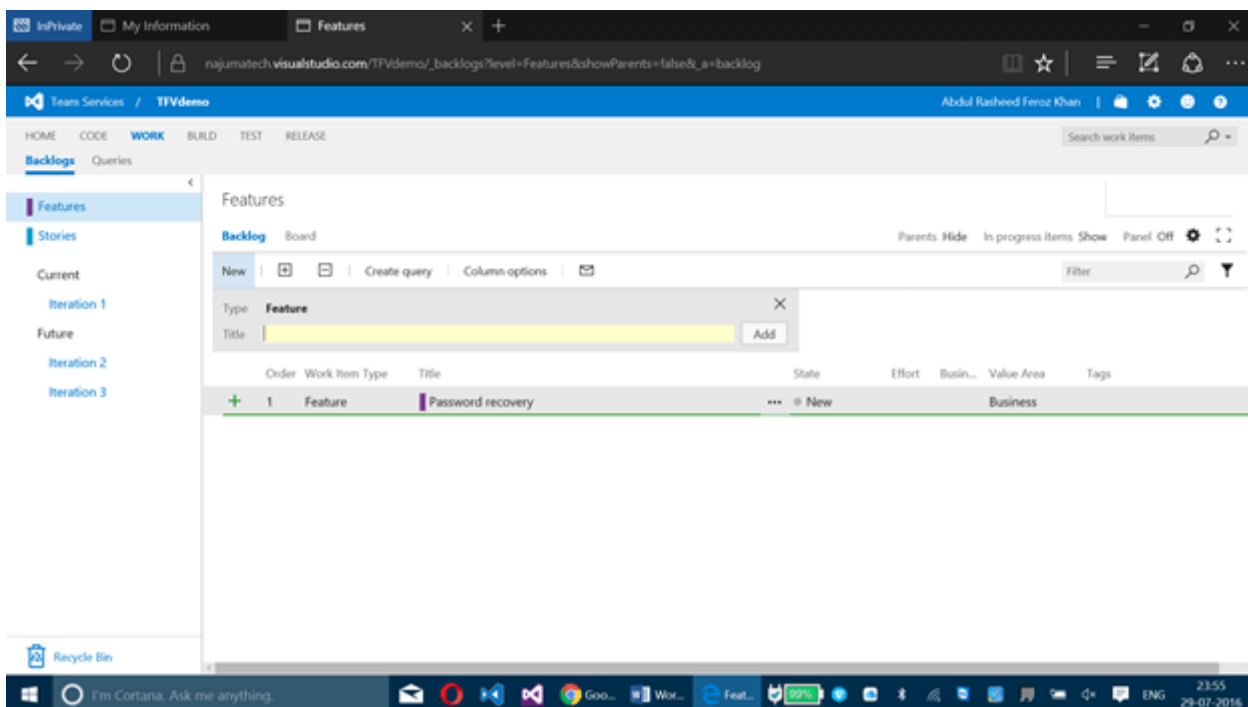 InPrivate My Information Features
najumatech.visualstudio.com/TFVdemo/_backlogs?level=Features&showParents=false&_a=backlog
Team Services / TFVdemo Abdul Rasheed Feroz Khan |
HOME CODE WORK BUILD TEST RELEASE Search work items
Backlogs Queries
Features
Stories
Current
Iteration 1
Future
Iteration 2
Iteration 3
Recycle Bin
Features
Backlog Board Parents Hide In progress items Show Panel Off
New Create query Column options Filter
Type Feature
Title Add
Order Work Item Type Title State Effort Busin... Value Area Tags
1 Feature Password recovery ... New Business
I'm Cortana. Ask me anything. Goo... Wor... Feat... 99% ENG 23:55
29-07-2016